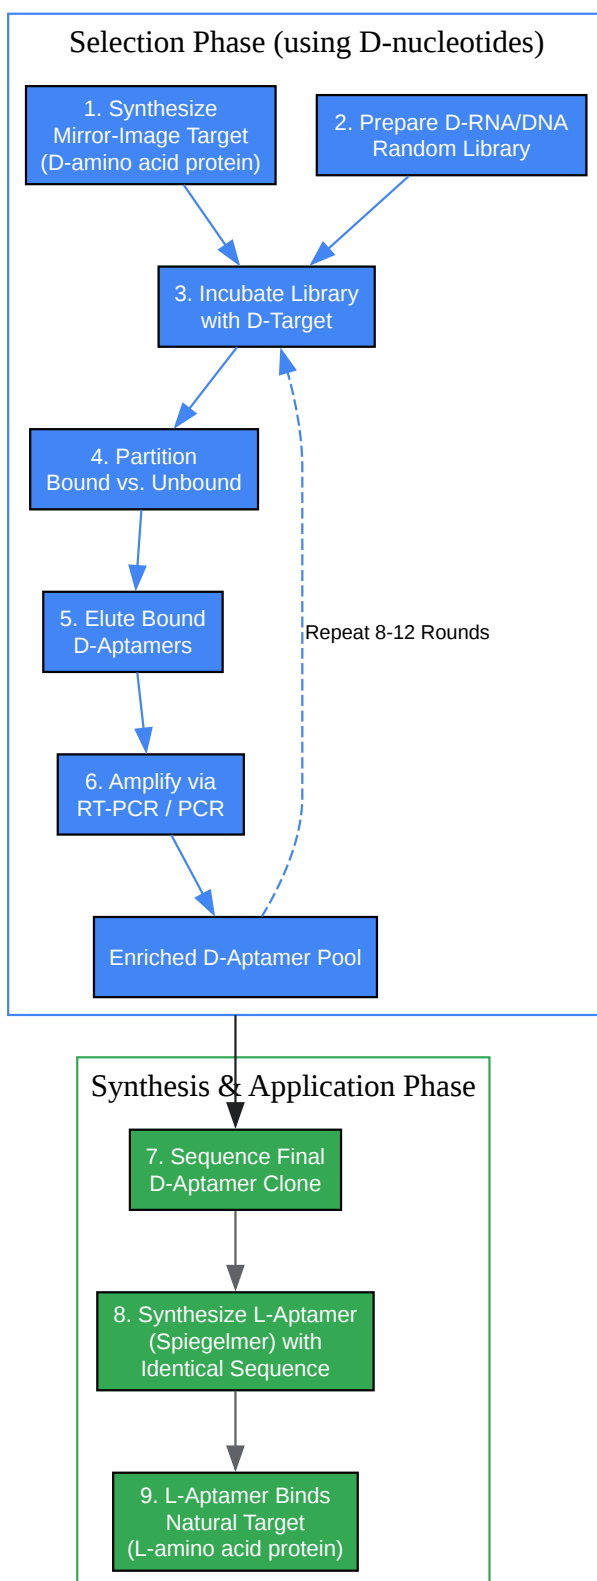 Selection Phase (using D-nucleotides)
1. Synthesize
Mirror-Image Target
(D-amino acid protein)
2. Prepare D-RNA/DNA
Random Library
3. Incubate Library
with D-Target
4. Partition
Bound vs. Unbound
5. Elute Bound
D-Aptamers
Repeat 8-12 Rounds
6. Amplify via
RT-PCR / PCR
Enriched D-Aptamer Pool
Synthesis & Application Phase
7. Sequence Final
D-Aptamer Clone
8. Synthesize L-Aptamer
(Spiegelmer) with
Identical Sequence
9. L-Aptamer Binds
Natural Target
(L-amino acid protein)